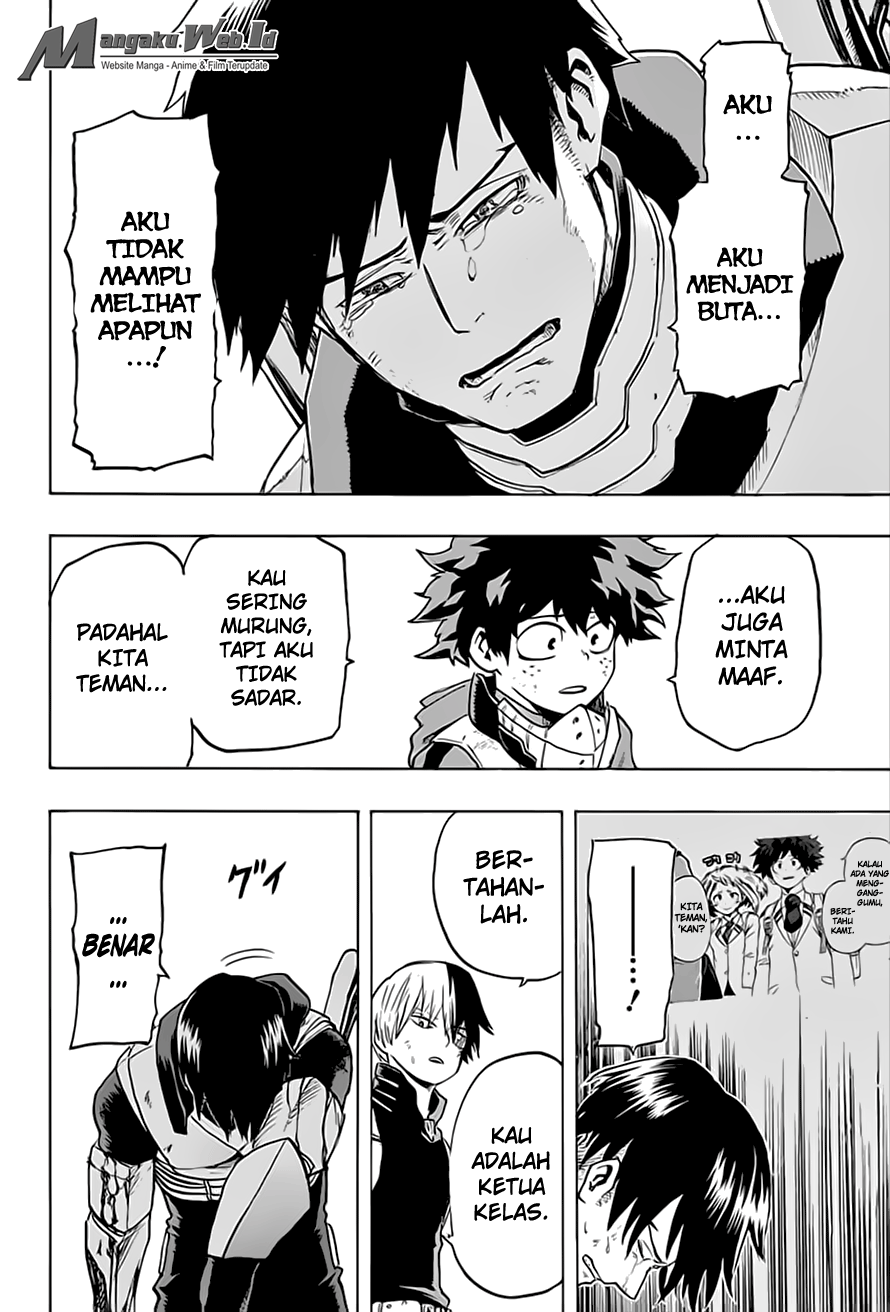 Mangaku.Web.Id
Website Manga - Anime & Film Terupdate
AKU
...
AKU
MENJADI
BUTA...
AKU
TIDAK
MAMPU
MELIHAT
APAPUN
...!
...AKU
JUGA
MINTA
MAAF.
KAU
SERING
MURUNG,
TAPI AKU
TIDAK
SADAR.
PADAHAL
KITA
TEMAN...
KALAU
ADA YANG
MENG-
GANG-
GUMU,
BERI-
TAHU
KAMI.
KITA
TEMAN,
'KAN?
...!
BER-
TAHAN-
LAH.
KAU
ADALAH
KETUA
KELAS.
グイ
...
BENAR
...